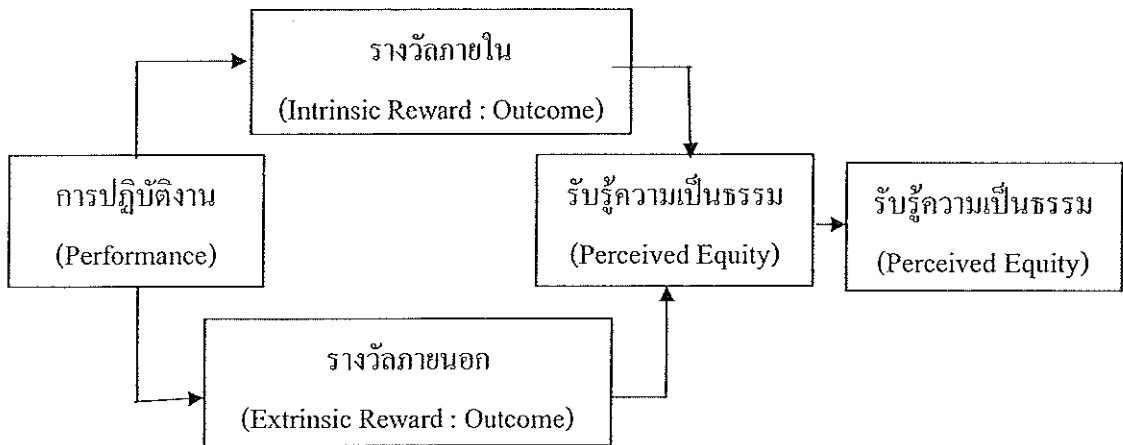 รางวัลภายใน
(Intrinsic Reward : Outcome)
การปฏิบัติงาน
(Performance)
รับรู้ความเป็นธรรม
(Perceived Equity)
รับรู้ความเป็นธรรม
(Perceived Equity)
รางวัลภายนอก
(Extrinsic Reward : Outcome)